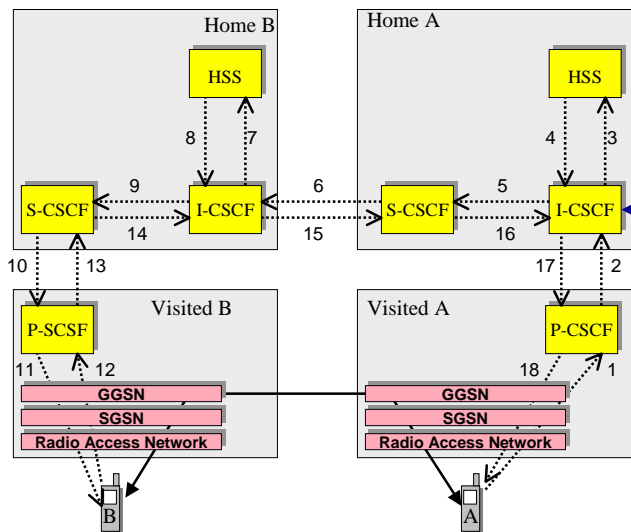 Home B
Home A
HSS
HSS
8
7
4
3
9
6
5
S-CSCF
I-CSCF
S-CSCF
I-CSCF
14
15
16
10
13
17
2
Visited B
Visited A
P-SCSF
P-CSCF
11
12
18
1
GGSN
GGSN
SGSN
SGSN
Radio Access Network
Radio Access Network
B
A